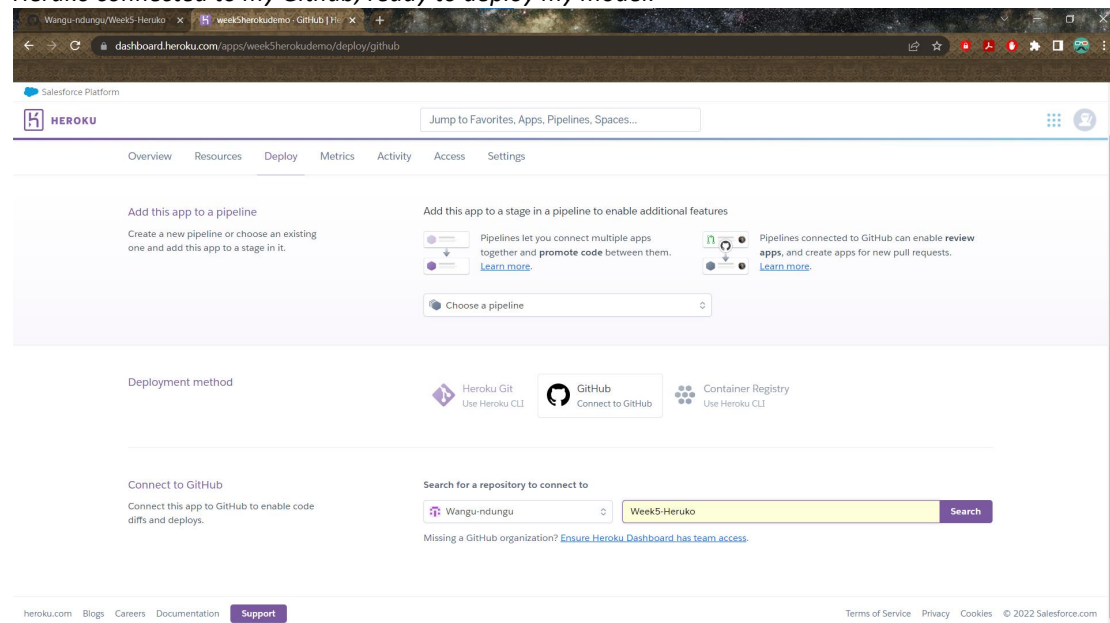 Heroku connected to my Github, ready to deploy my model.
Wangu-ndungu/Week5-Heruko
week5herokudemo · GitHub | He
dashboard.heroku.com/apps/week5herokudemo/deploy/github
Salesforce Platform
HEROKU
Jump to Favorites, Apps, Pipelines, Spaces...
Overview Resources Deploy Metrics Activity Access Settings
Add this app to a pipeline
Create a new pipeline or choose an existing
one and add this app to a stage in it.
Add this app to a stage in a pipeline to enable additional features
Pipelines let you connect multiple apps
together and promote code between them.
Learn more.
Pipelines connected to GitHub can enable review
apps, and create apps for new pull requests.
Learn more.
Choose a pipeline
Deployment method
Heroku Git
Use Heroku CLI
GitHub
Connect to GitHub
Container Registry
Use Heroku CLI
Connect to GitHub
Connect this app to GitHub to enable code
diffs and deploys.
Search for a repository to connect to
Wangu-ndungu
Week5-Heruko
Search
Missing a GitHub organization? Ensure Heroku Dashboard has team access.
heroku.com Blogs Careers Documentation Support
Terms of Service Privacy Cookies © 2022 Salesforce.com